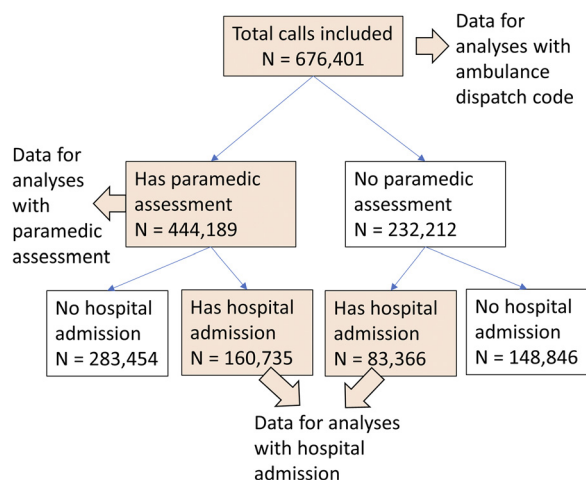 Total calls included
N = 676,401
Data for
analyses with
ambulance
dispatch code
Data for
analyses
with
paramedic
assessment
Has paramedic
assessment
N = 444,189
No paramedic
assessment
N = 232,212
No hospital
admission
N = 283,454
Has hospital
admission
N = 160,735
Has hospital
admission
N = 83,366
No hospital
admission
N = 148,846
Data for analyses
with hospital
admission